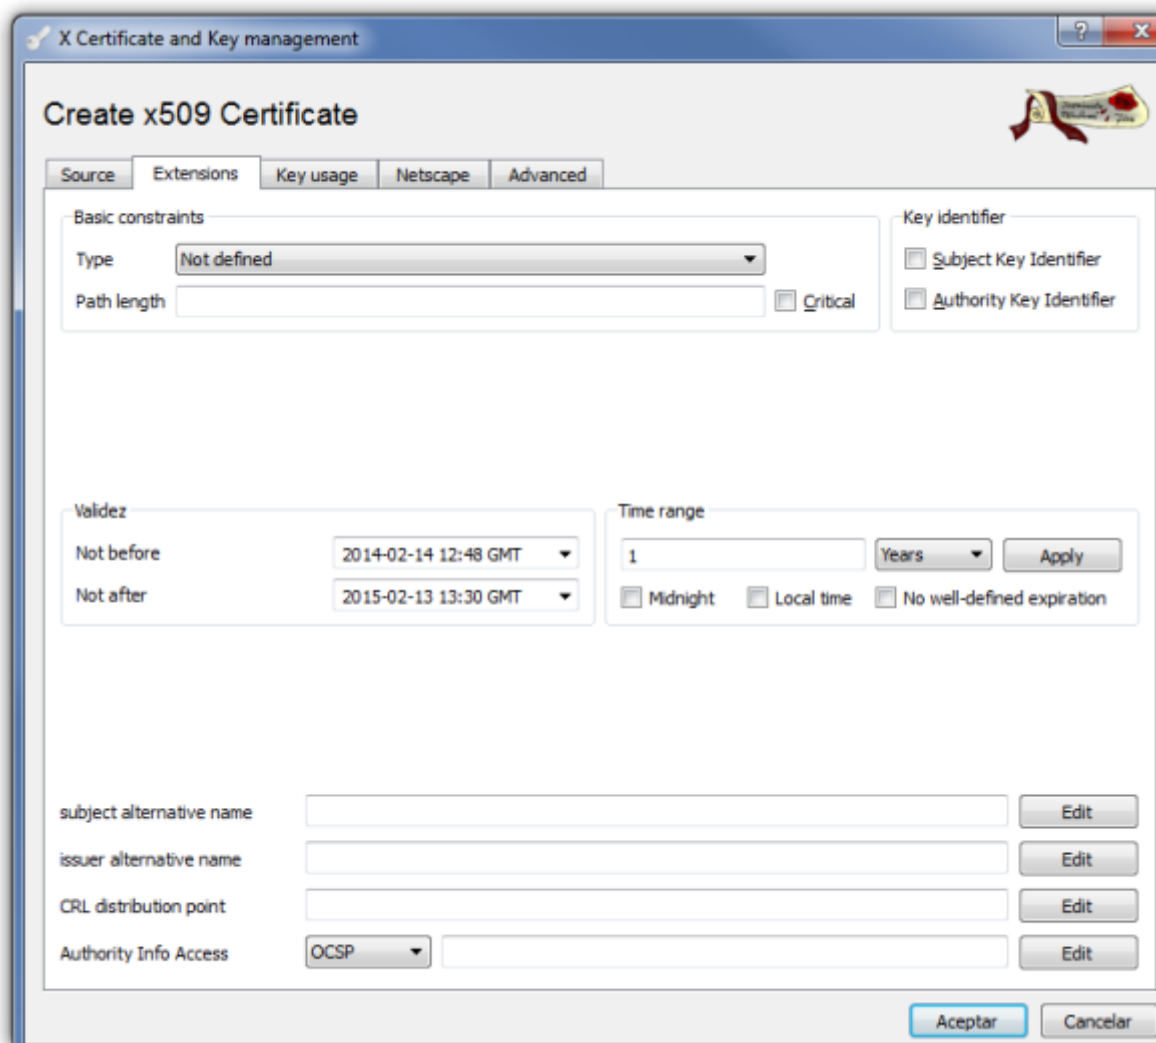 X Certificate and Key management
Create x509 Certificate
Source Extensions Key usage Netscape Advanced
Basic constraints Key identifier
Type Not defined Subject Key Identifier
Path length Critical Authority Key Identifier
Validez Time range
Not before 2014-02-14 12:48 GMT 1 Years Apply
Not after 2015-02-13 13:30 GMT Midnight Local time No well-defined expiration
subject alternative name Edit
issuer alternative name Edit
CRL distribution point Edit
Authority Info Access OCSP Edit
Aceptar Cancelar